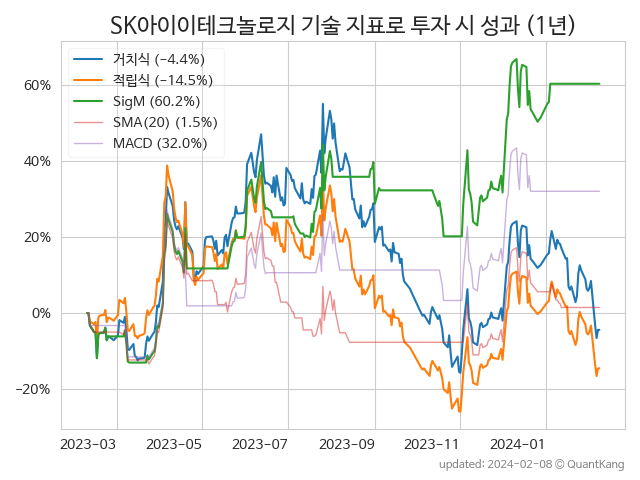 SK아이이테크놀로지 기술 지표로 투자 시 성과 (1년)
거치식 (−4.4%)
적립식 (−14.5%)
SigM (60.2%)
SMA(20) (1.5%)
MACD (32.0%)
60%
40%
20%
0%
−20%
2023-03 2023-05 2023-07 2023-09 2023-11 2024-01
updated: 2024-02-08 © QuantKang